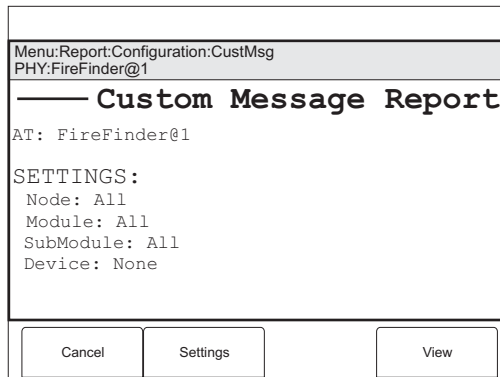 Menu:Report:Configuration:CustMsg
PHY:FireFinder@1
Custom Message Report
AT: FireFinder@1
SETTINGS:
Node: All
Module: All
SubModule: All
Device: None
Cancel
Settings
View